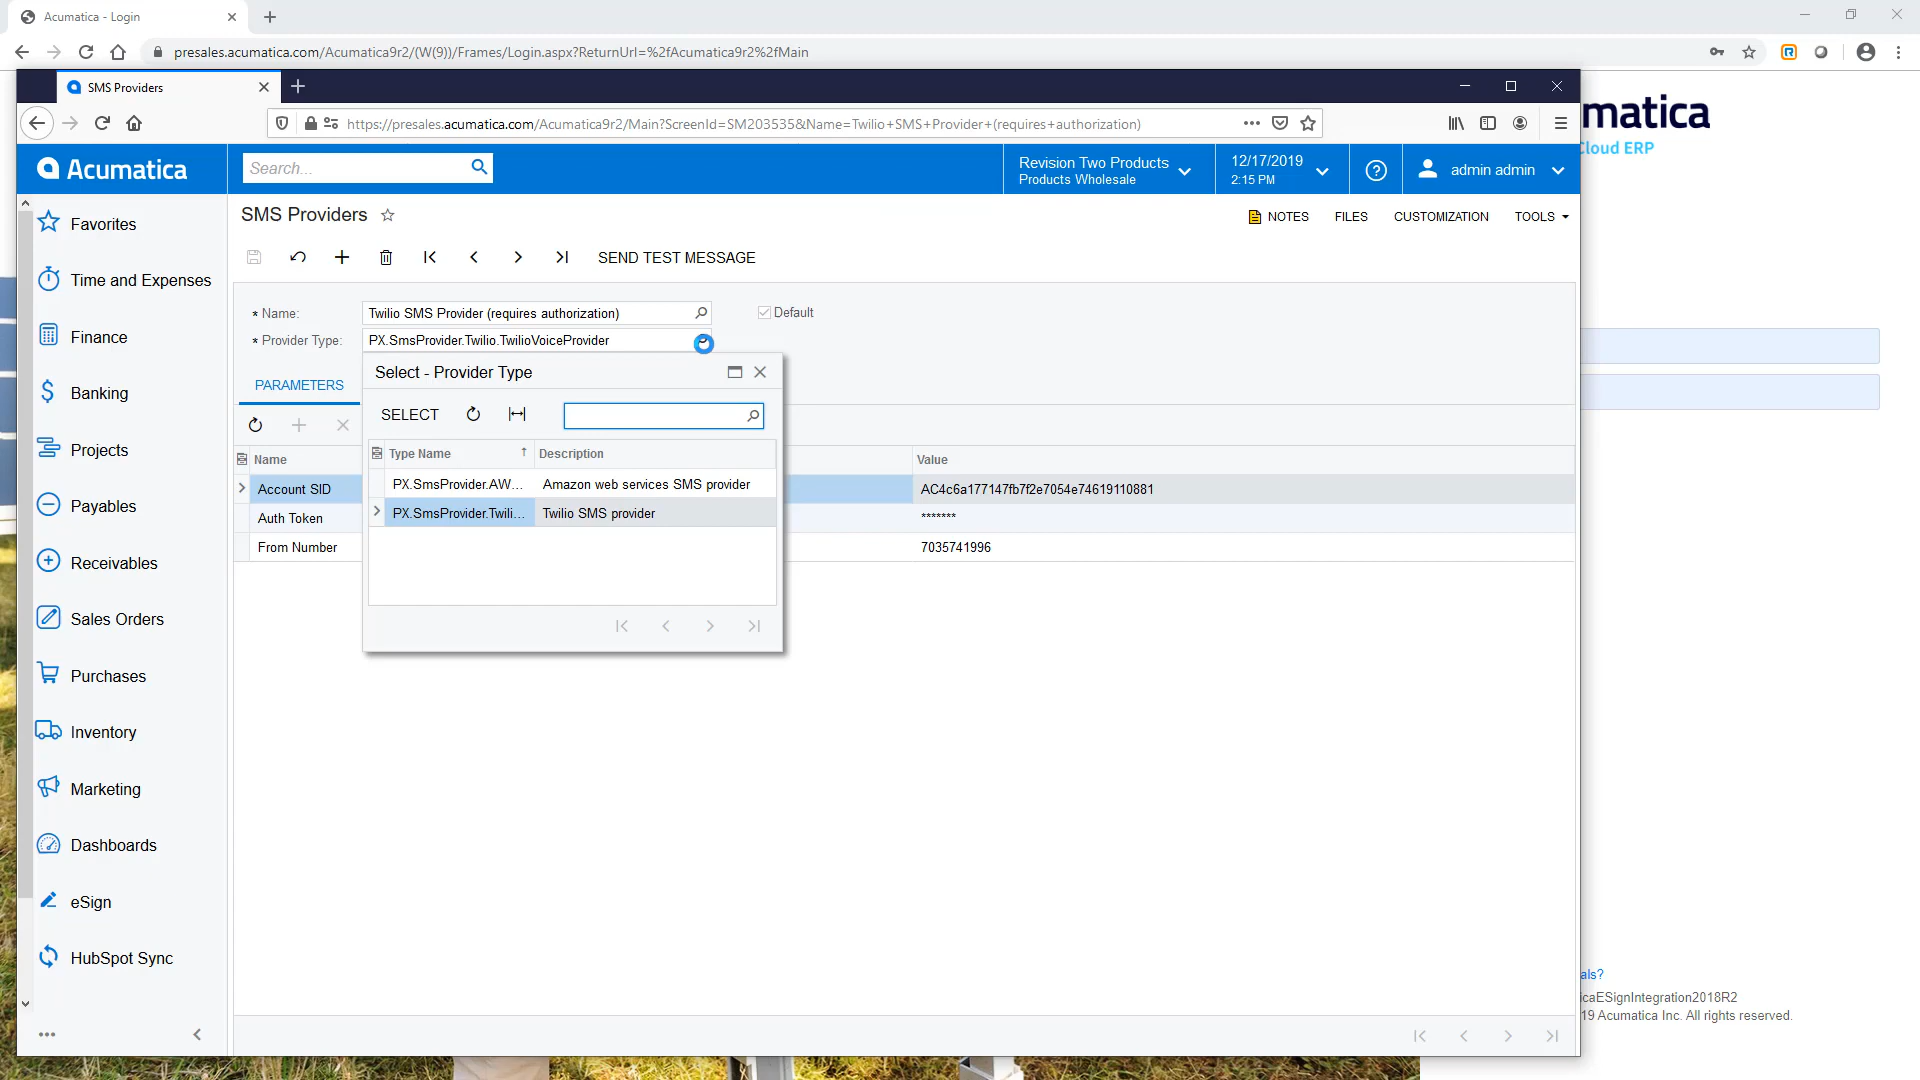 Acumatica - Login
presales.acumatica.com/Acumatica9r2/(W(9))/Frames/Login.aspx?ReturnUrl=%2fAcumatica9r2%2fMain
SMS Providers
https://presales.acumatica.com/Acumatica9r2/Main?ScreenId=SM203535&Name=Twilio+SMS+Provider+(requires+authorization)
matica
Cloud ERP
Acumatica
Search...
Revision Two Products
Products Wholesale
12/17/2019
2:15 PM
admin admin
Favorites
Time and Expenses
Finance
Banking
Projects
Payables
Receivables
Sales Orders
Purchases
Inventory
Marketing
Dashboards
eSign
HubSpot Sync
SMS Providers
NOTES FILES CUSTOMIZATION TOOLS
SEND TEST MESSAGE
* Name: Twilio SMS Provider (requires authorization)
Default
* Provider Type: PX.SmsProvider.Twilio.TwilioVoiceProvider
PARAMETERS
Select - Provider Type
SELECT
Type Name Description
PX.SmsProvider.AW... Amazon web services SMS provider
PX.SmsProvider.Twili... Twilio SMS provider
Name Value
Account SID AC4c6a177147fb7f2e7054e74619110881
Auth Token *******
From Number 7035741996
als?
icaESignIntegration2018R2
19 Acumatica Inc. All rights reserved.